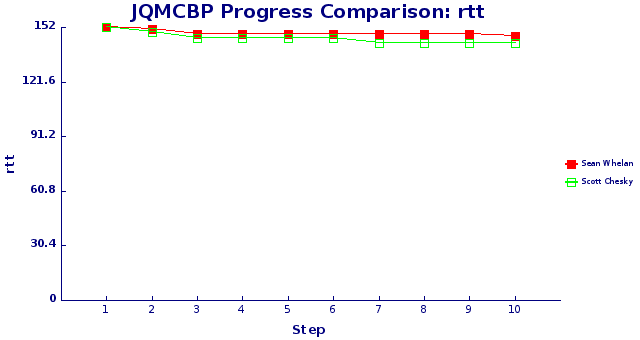 JQMCBP Progress Comparison: rtt
152
121.6
91.2
60.8
30.4
0
rtt
1 2 3 4 5 6 7 8 9 10
Step
Sean Whelan
Scott Chesky